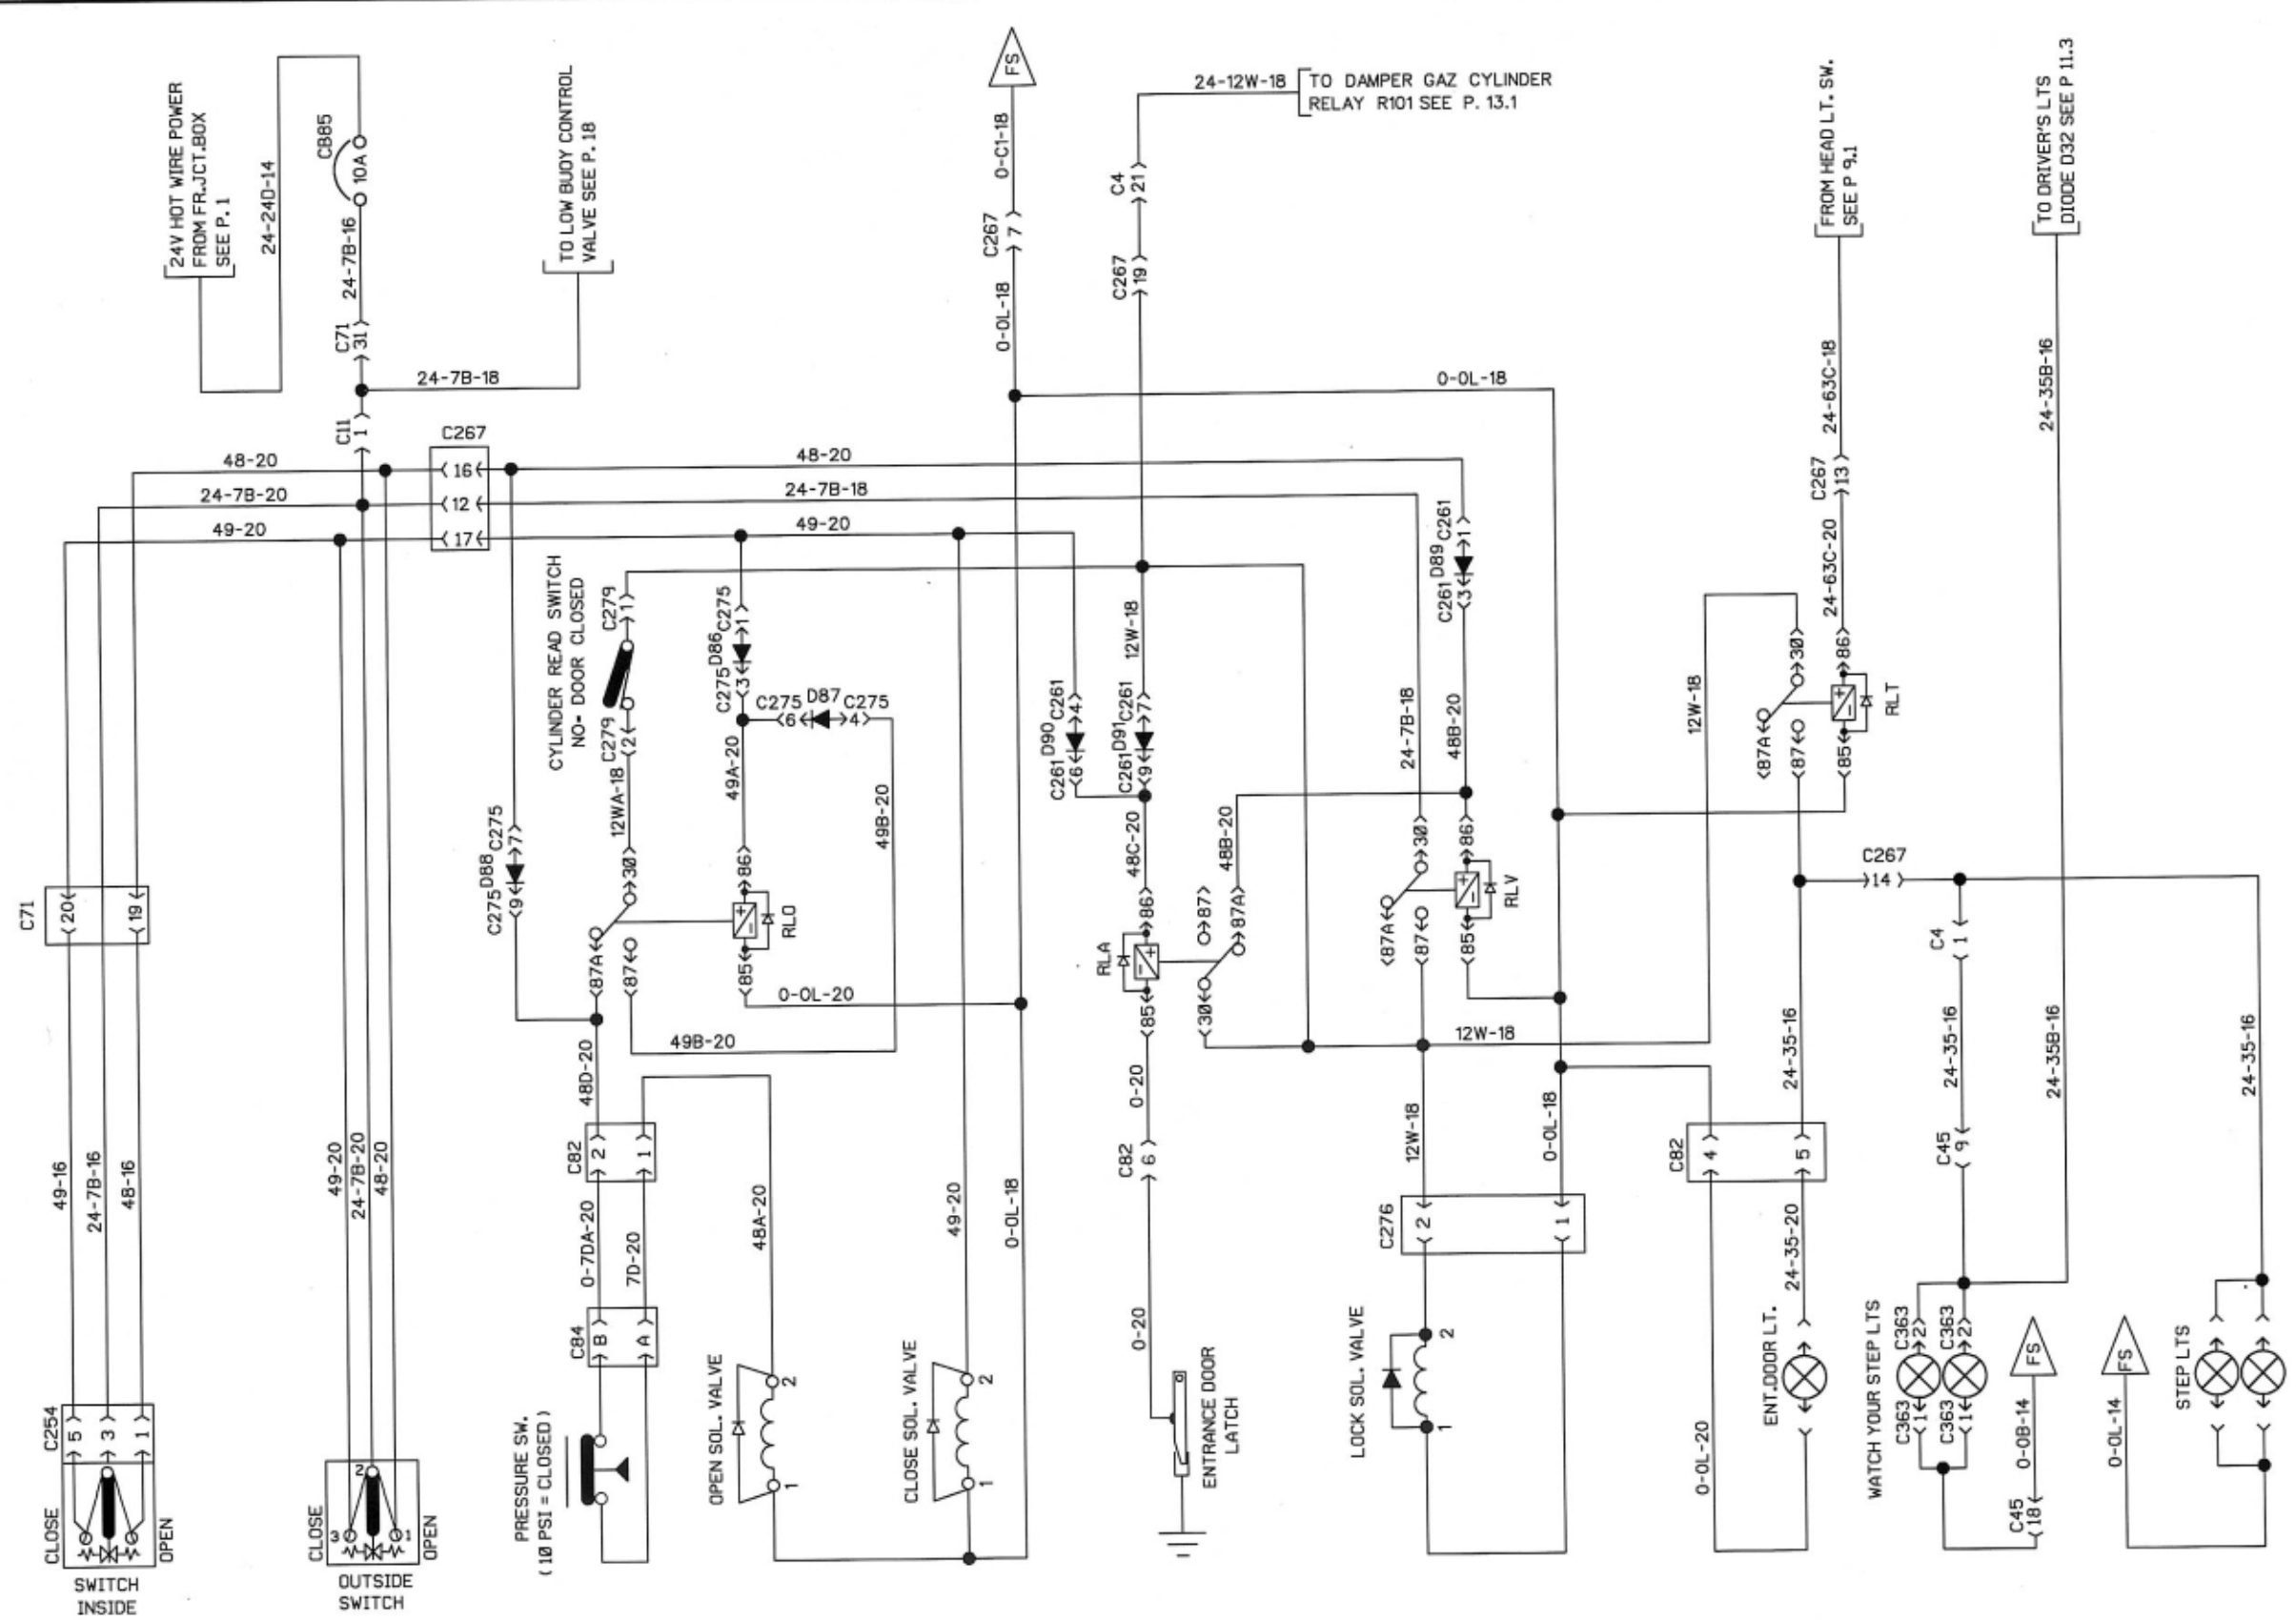 24V HOT WIRE POWER
FROM FR.JCT.BOX
SEE P. 1
24-24D-14
CB85
10A
24-7B-16
C71
31
24-7B-18
TO LOW BUOY CONTROL
VALVE SEE P. 18
C11
1
FS
0-C1-18
C267
7
0-0L-18
24-12W-18
TO DAMPER GAZ CYLINDER
RELAY R101 SEE P. 13.1
C4
21
C267
19
0-0L-18
FROM HEAD LT. SW.
SEE P 9.1
24-63C-18
C267
13
24-63C-20
TO DRIVER'S LTS
DIODE D32 SEE P 11.3
24-35B-16
C267
48-20
16
48-20
24-7B-20
12
24-7B-18
49-20
17
49-20
CYLINDER READ SWITCH
NO- DOOR CLOSED
C279
1
C279
2
12WA-18
C275
1
D86
C275
3
C275
6
D87
C275
4
49A-20
49B-20
C275
7
D88
C275
9
30
87A
87
86
85
RLO
0-0L-20
49B-20
48D-20
12W-18
C261
4
D90
C261
6
C261
7
D91
C261
9
48C-20
48B-20
RLA
86
85
87
87A
30
C261
1
D89
C261
3
24-7B-18
48B-20
30
86
87A
87
85
RLV
12W-18
12W-18
30
86
87A
87
85
RLT
C267
14
C71
20
19
49-16
24-7B-16
48-16
49-20
24-7B-20
48-20
C82
2
1
0-7DA-20
7D-20
C84
B
A
48A-20
49-20
0-0L-18
0-20
C82
6
0-20
12W-18
0-0L-18
C276
2
1
C82
4
5
24-35-16
24-35-20
0-0L-20
C4
1
24-35-16
C45
9
24-35B-16
24-35-16
C254
5
3
1
CLOSE
OPEN
SWITCH
INSIDE
CLOSE
2
3
1
OPEN
OUTSIDE
SWITCH
PRESSURE SW.
( 10 PSI = CLOSED )
OPEN SOL. VALVE
2
1
CLOSE SOL. VALVE
2
1
ENTRANCE DOOR
LATCH
LOCK SOL. VALVE
2
1
ENT.DOOR LT.
WATCH YOUR STEP LTS
C363
2
C363
2
C363
1
C363
1
FS
0-0B-14
C45
18
FS
0-0L-14
STEP LTS